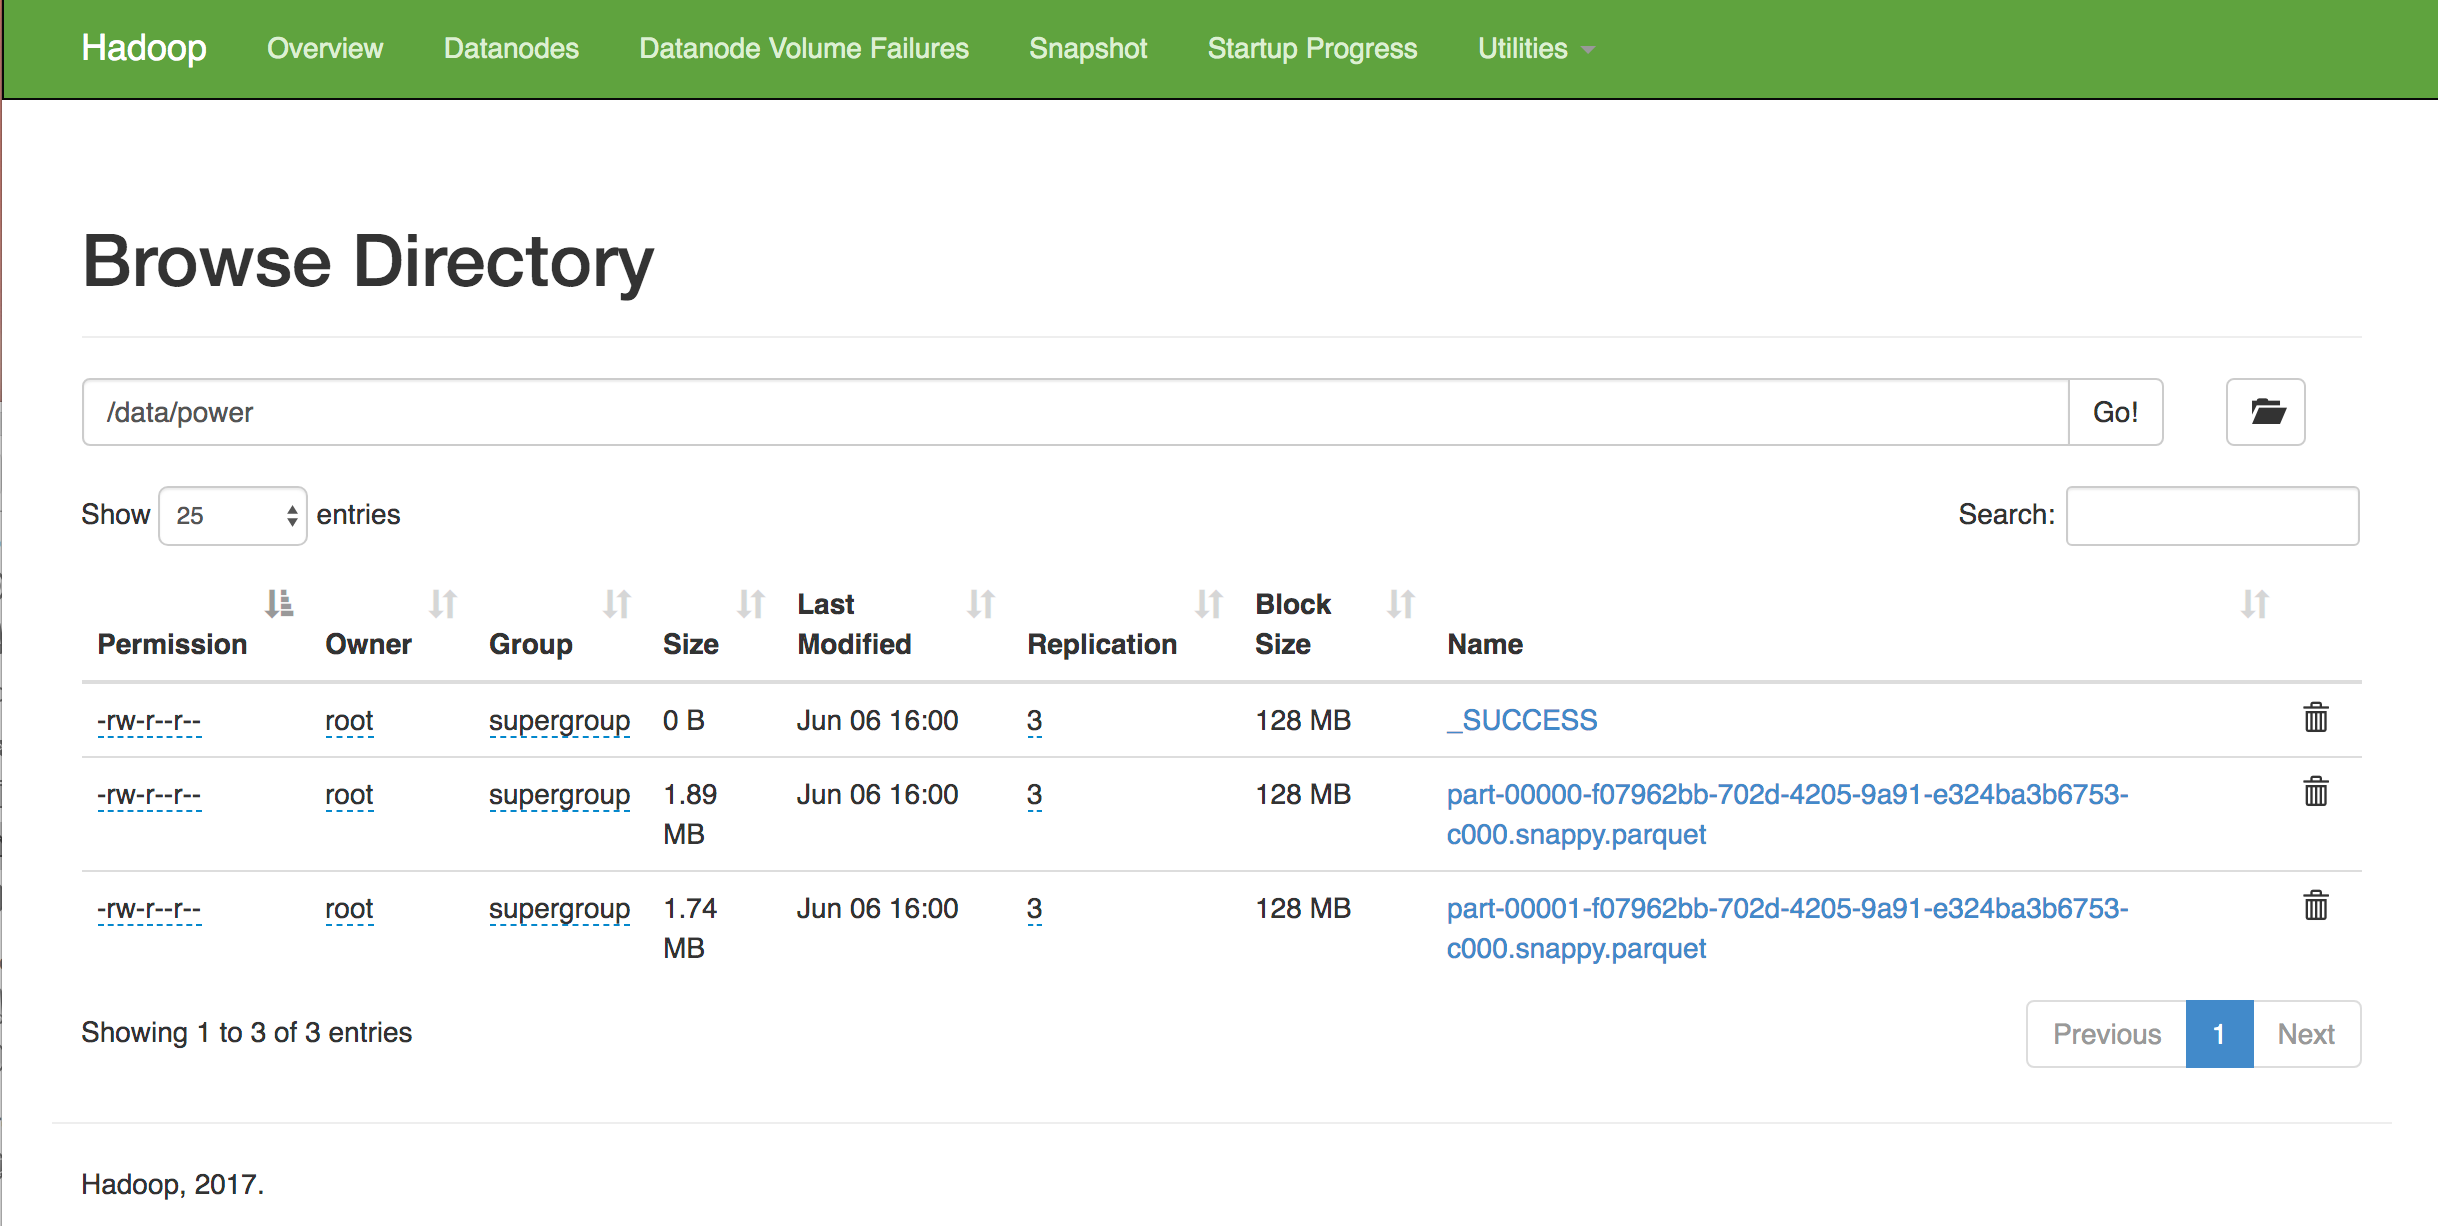 Hadoop Overview Datanodes Datanode Volume Failures Snapshot Startup Progress Utilities
Browse Directory
/data/power Go!
Show 25 entries Search:
Permission Owner Group Size Last Modified Replication Block Size Name
-rw-r--r-- root supergroup 0 B Jun 06 16:00 3 128 MB _SUCCESS
-rw-r--r-- root supergroup 1.89 MB Jun 06 16:00 3 128 MB part-00000-f07962bb-702d-4205-9a91-e324ba3b6753-
c000.snappy.parquet
-rw-r--r-- root supergroup 1.74 MB Jun 06 16:00 3 128 MB part-00001-f07962bb-702d-4205-9a91-e324ba3b6753-
c000.snappy.parquet
Showing 1 to 3 of 3 entries Previous 1 Next
Hadoop, 2017.